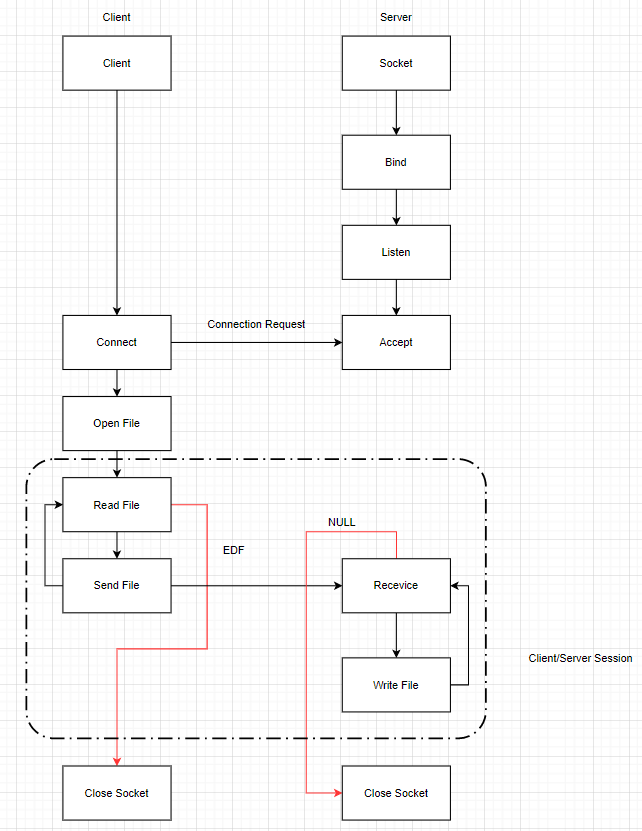 Client
Server
Client
Socket
Bind
Listen
Connection Request
Connect
Accept
Open File
Read File
NULL
EDF
Send File
Recevice
Client/Server Session
Write File
Close Socket
Close Socket